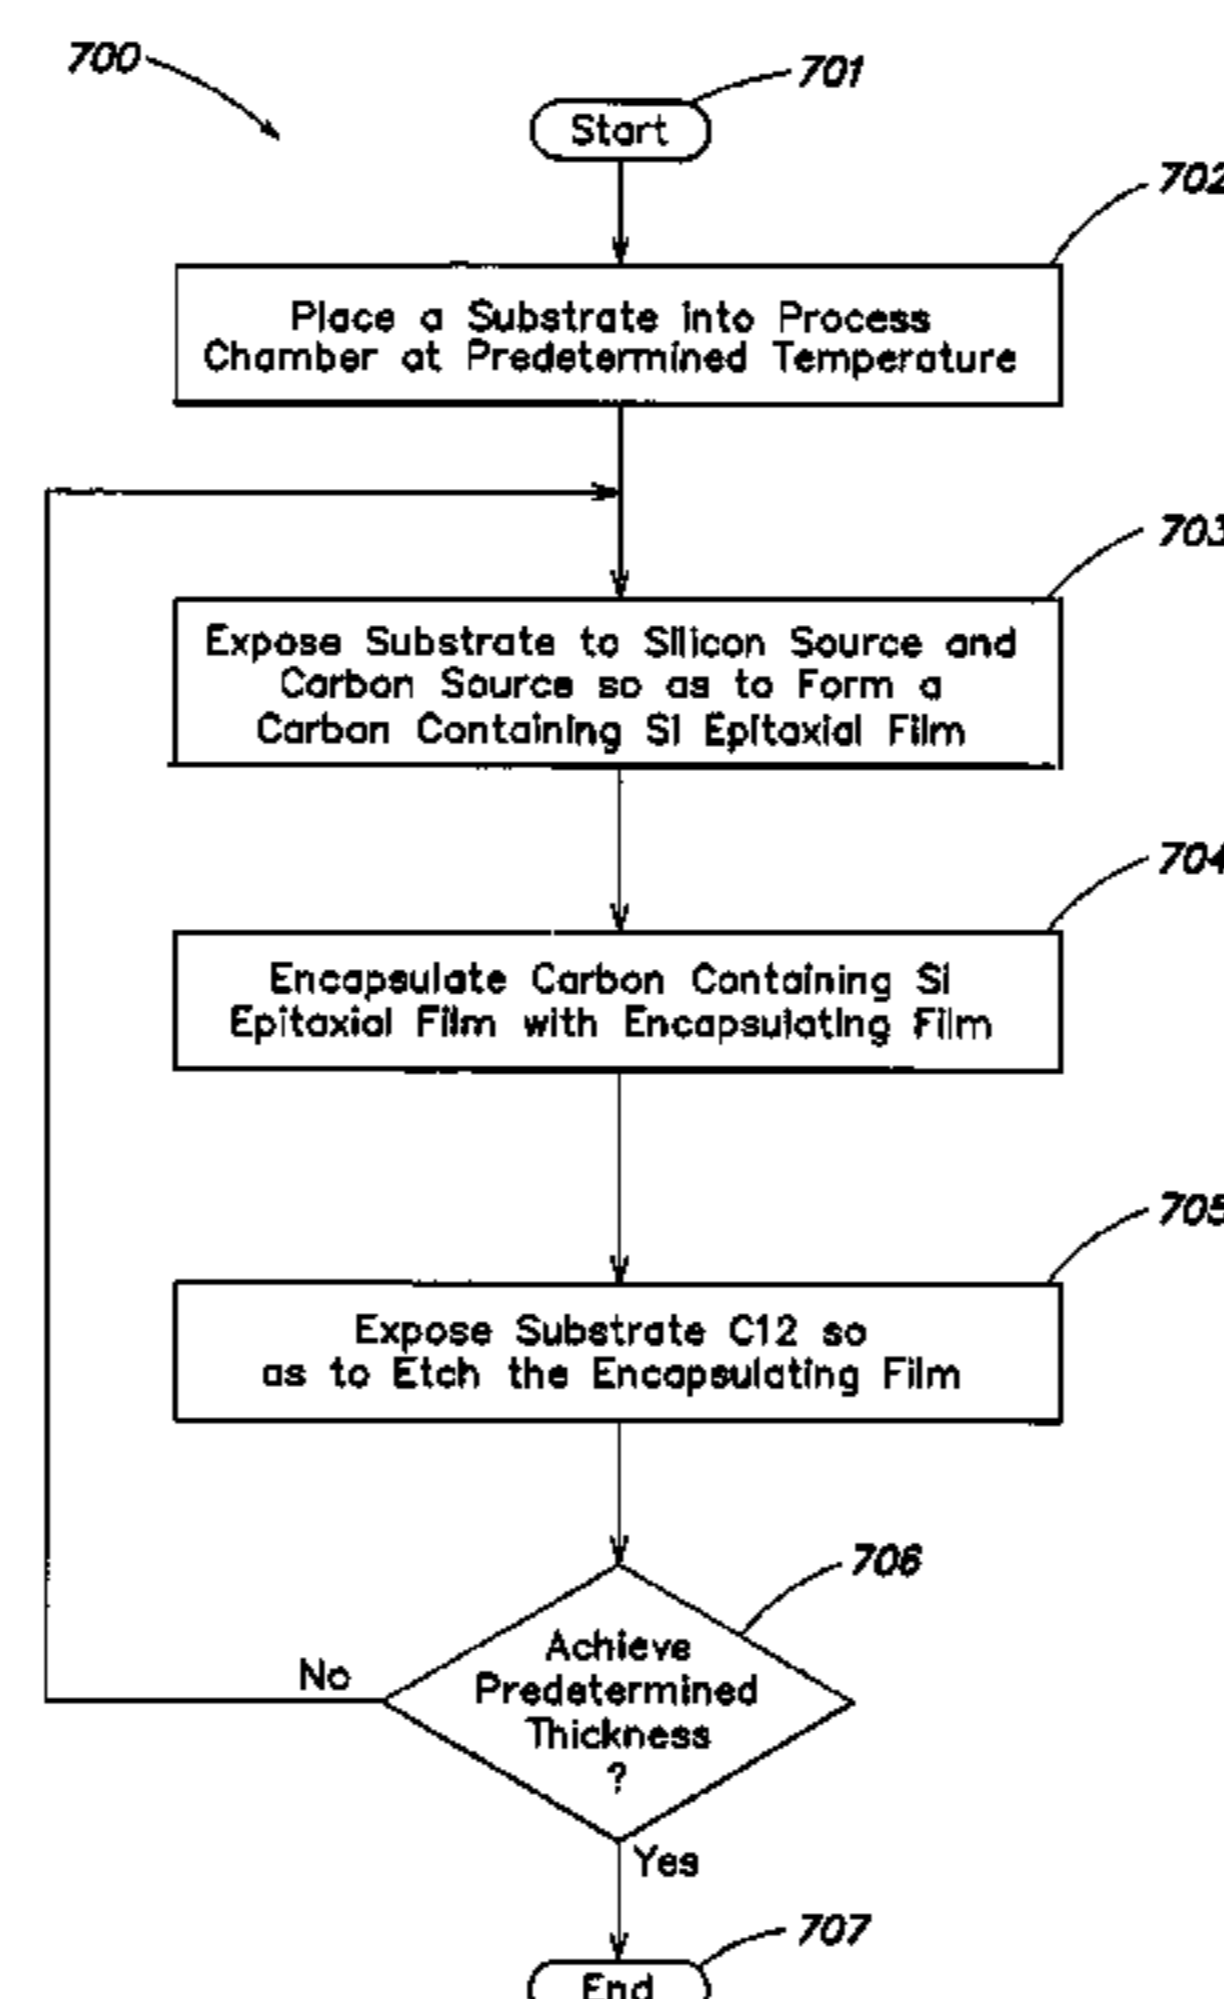 700
701
Start
702
Place a Substrate into Process
Chamber at Predetermined Temperature
703
Expose Substrate to Silicon Source and
Carbon Source so as to Form a
Carbon Containing Si Epitaxial Film
704
Encapsulate Carbon Containing Si
Epitaxial Film with Encapsulating Film
705
Expose Substrate C12 so
as to Etch the Encapsulating Film
706
Achieve
Predetermined
Thickness
?
No
Yes
707
End